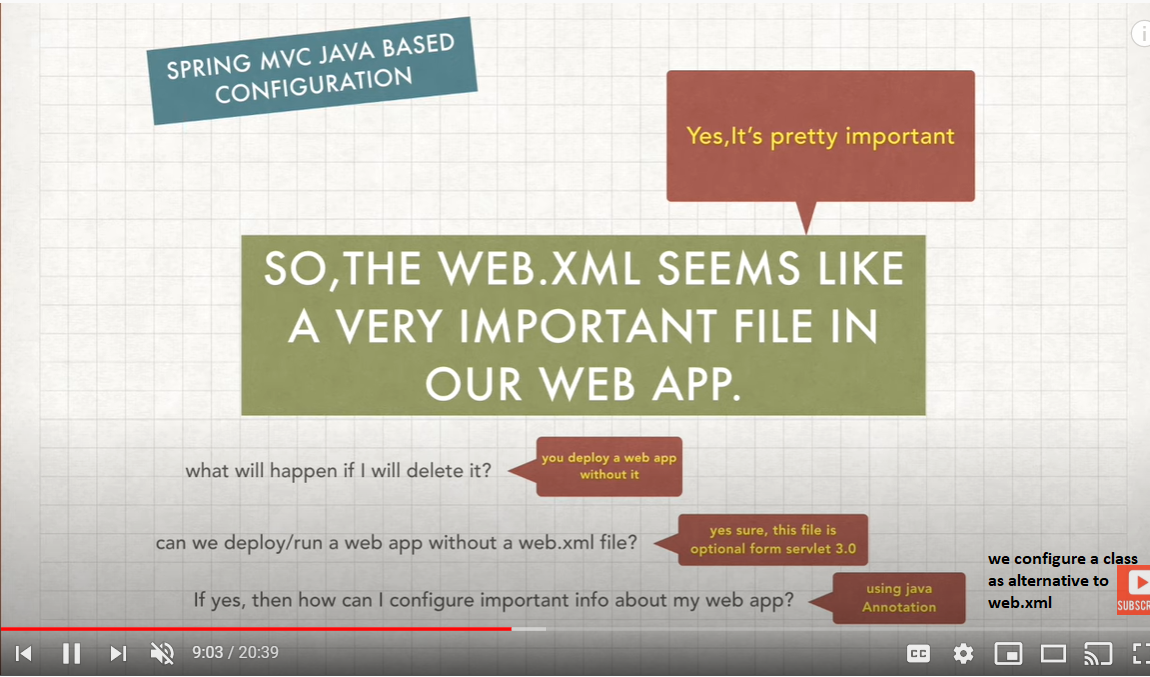 SPRING MVC JAVA BASED
CONFIGURATION
Yes,It's pretty important
SO,THE WEB.XML SEEMS LIKE
A VERY IMPORTANT FILE IN
OUR WEB APP.
what will happen if I will delete it?
you deploy a web app
without it
can we deploy/run a web app without a web.xml file?
yes sure, this file is
optional form servlet 3.0
If yes, then how can I configure important info about my web app?
using java
Annotation
we configure a class
as alternative to
web.xml
SUBSCR
9:03 / 20:39
CC